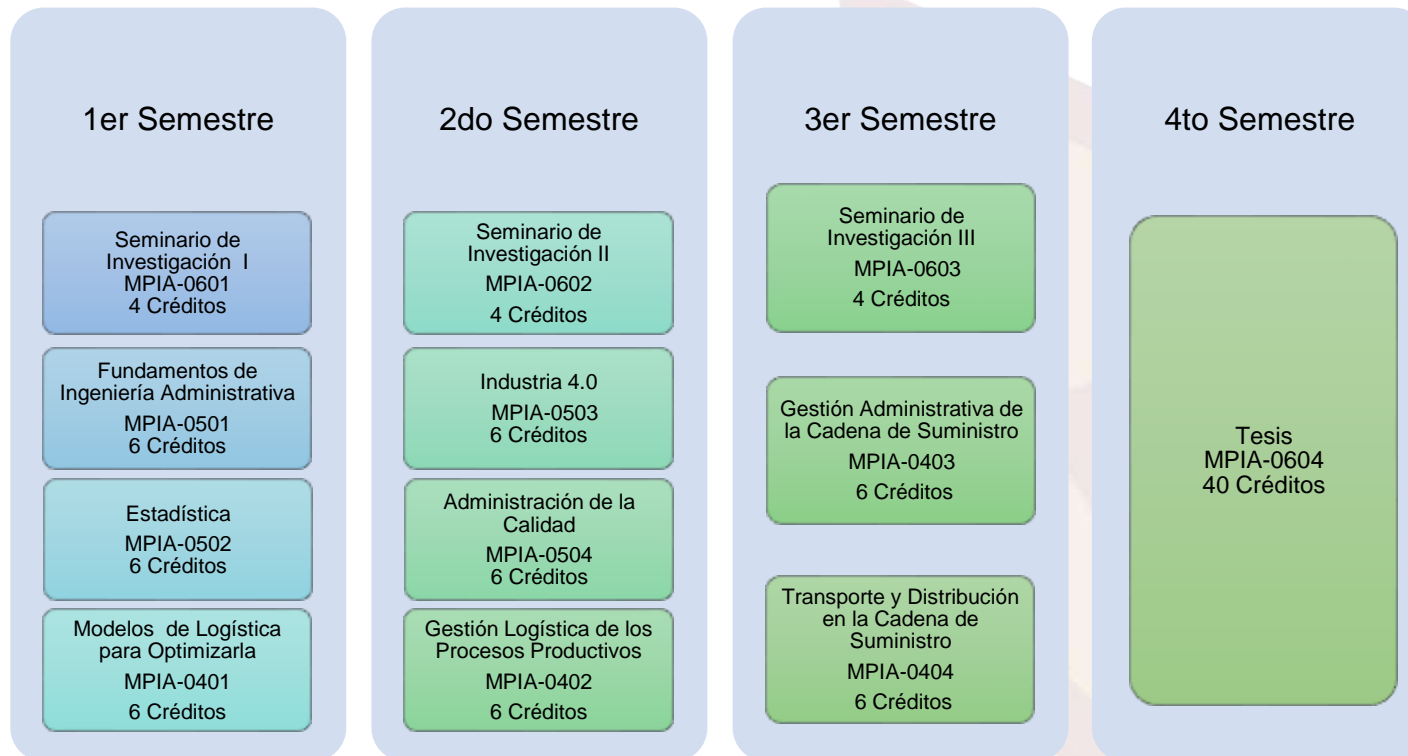 1er Semestre
Seminario de
Investigación I
MPIA-0601
4 Créditos
Fundamentos de
Ingeniería Administrativa
MPIA-0501
6 Créditos
Estadística
MPIA-0502
6 Créditos
Modelos de Logística
para Optimizarla
MPIA-0401
6 Créditos
2do Semestre
Seminario de
Investigación II
MPIA-0602
4 Créditos
Industria 4.0
MPIA-0503
6 Créditos
Administración de la
Calidad
MPIA-0504
6 Créditos
Gestión Logística de los
Procesos Productivos
MPIA-0402
6 Créditos
3er Semestre
Seminario de
Investigación III
MPIA-0603
4 Créditos
Gestión Administrativa de
la Cadena de Suministro
MPIA-0403
6 Créditos
Transporte y Distribución
en la Cadena de
Suministro
MPIA-0404
6 Créditos
4to Semestre
Tesis
MPIA-0604
40 Créditos